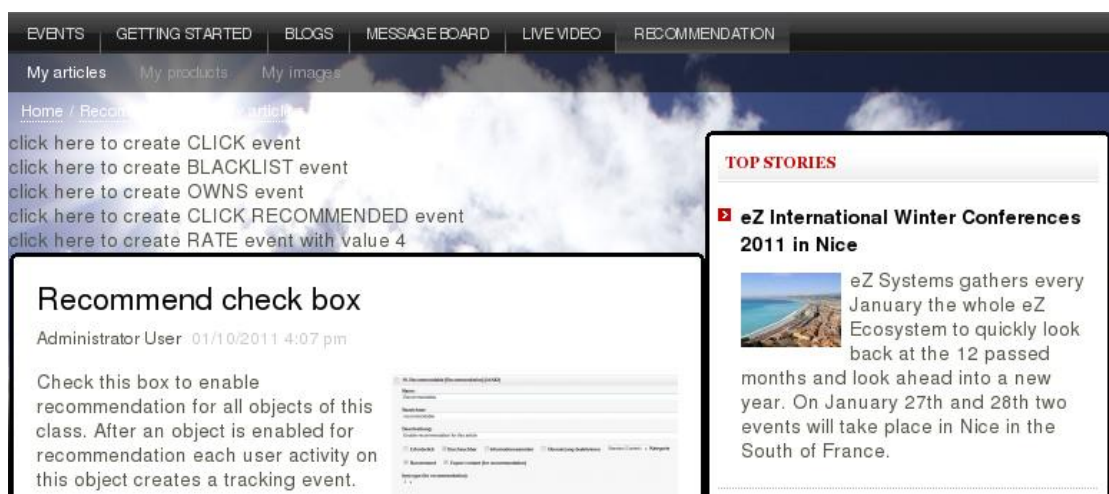 EVENTS GETTING STARTED BLOGS MESSAGE BOARD LIVE VIDEO RECOMMENDATION
My articles My products My images
Home / articles
click here to create CLICK event
click here to create BLACKLIST event
click here to create OWNS event
click here to create CLICK RECOMMENDED event
click here to create RATE event with value 4
Recommend check box
Administrator User 01/10/2011 4:07 pm
Check this box to enable
recommendation for all objects of this
class. After an object is enabled for
recommendation each user activity on
this object creates a tracking event.
TOP STORIES
eZ International Winter Conferences
2011 in Nice
eZ Systems gathers every
January the whole eZ
Ecosystem to quickly look
back at the 12 passed
months and look ahead into a new
year. On January 27th and 28th two
events will take place in Nice in the
South of France.